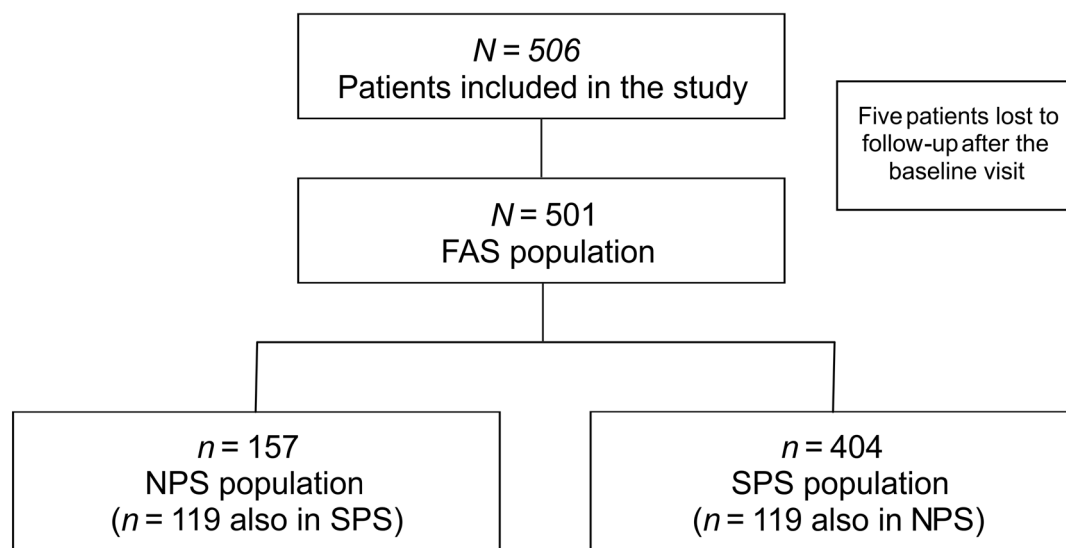 N = 506
Patients included in the study
Five patients lost to
follow-up after the
baseline visit
N = 501
FAS population
n = 157
NPS population
(n = 119 also in SPS)
n = 404
SPS population
(n = 119 also in NPS)